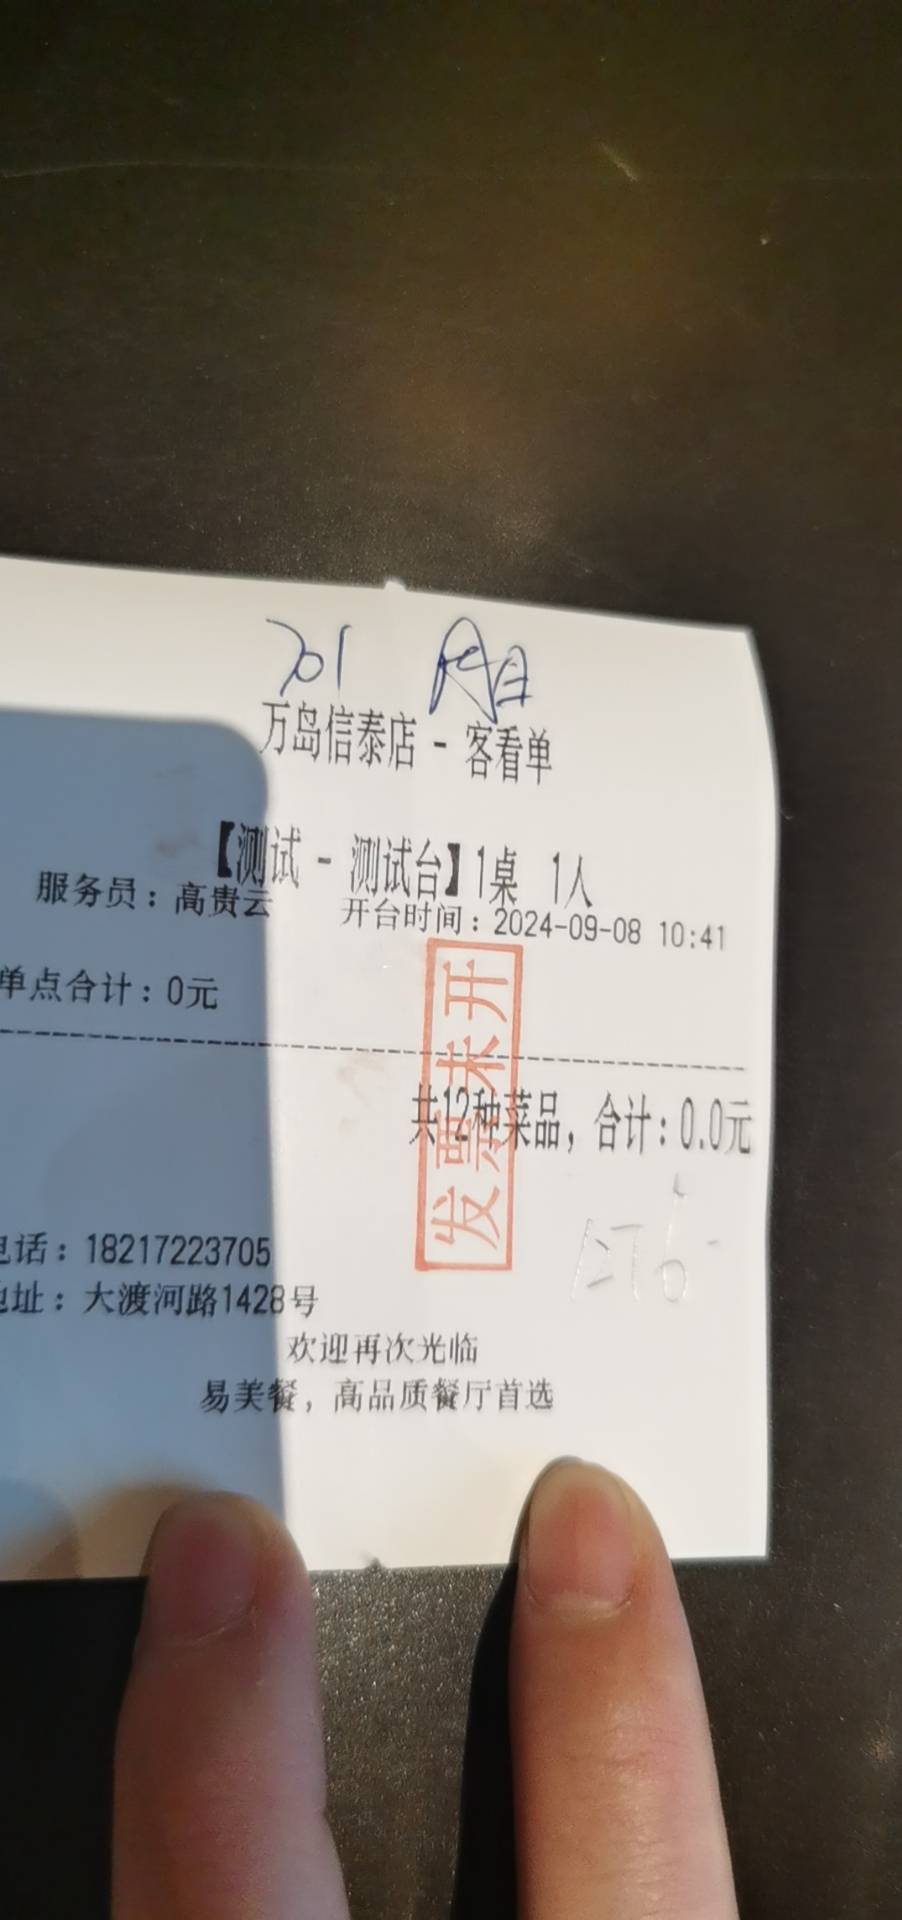 701
万岛信泰店 - 客看单
【测试 - 测试台】1桌 1人
服务员：高贵云 开台时间：2024-09-08 10:41
单点合计：0元
发票未开
共12种菜品，合计：0.0元
电话：18217223705
地址：大渡河路1428号
欢迎再次光临
易美餐，高品质餐厅首选